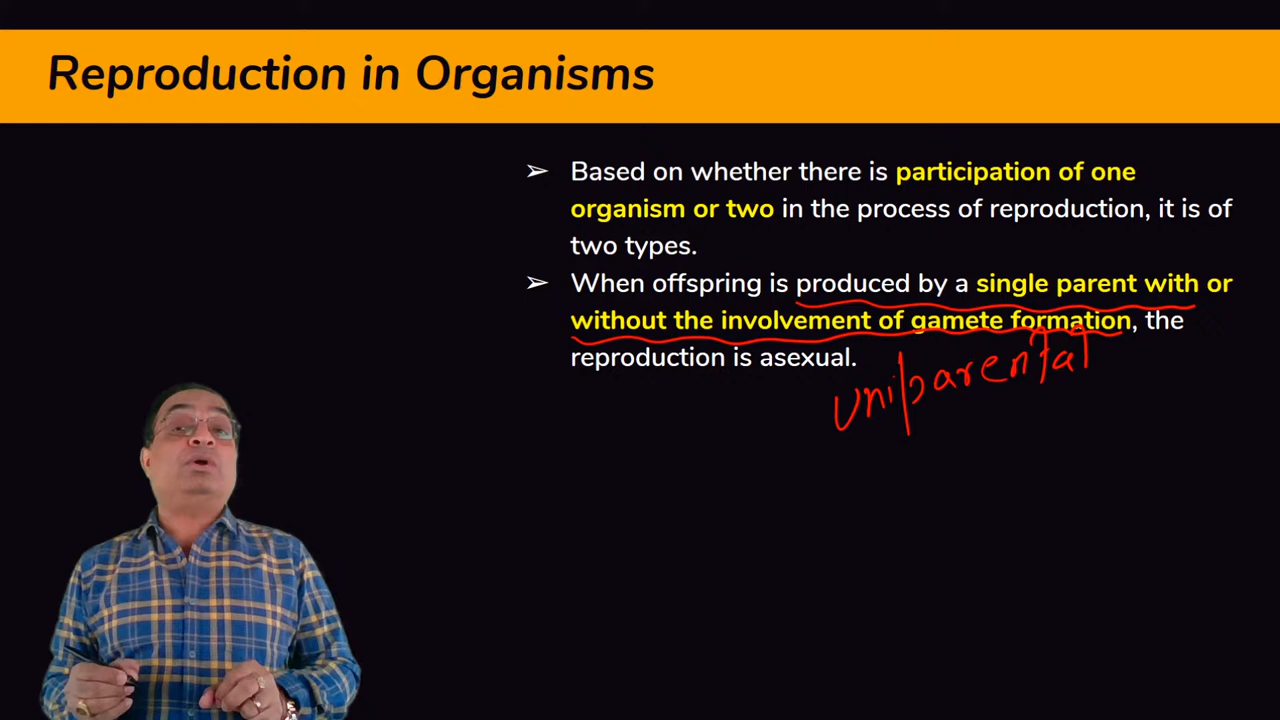 Reproduction in Organisms
➢ Based on whether there is participation of one
organism or two in the process of reproduction, it is of
two types.
➢ When offspring is produced by a single parent with or
without the involvement of gamete formation, the
reproduction is asexual.
uniparental